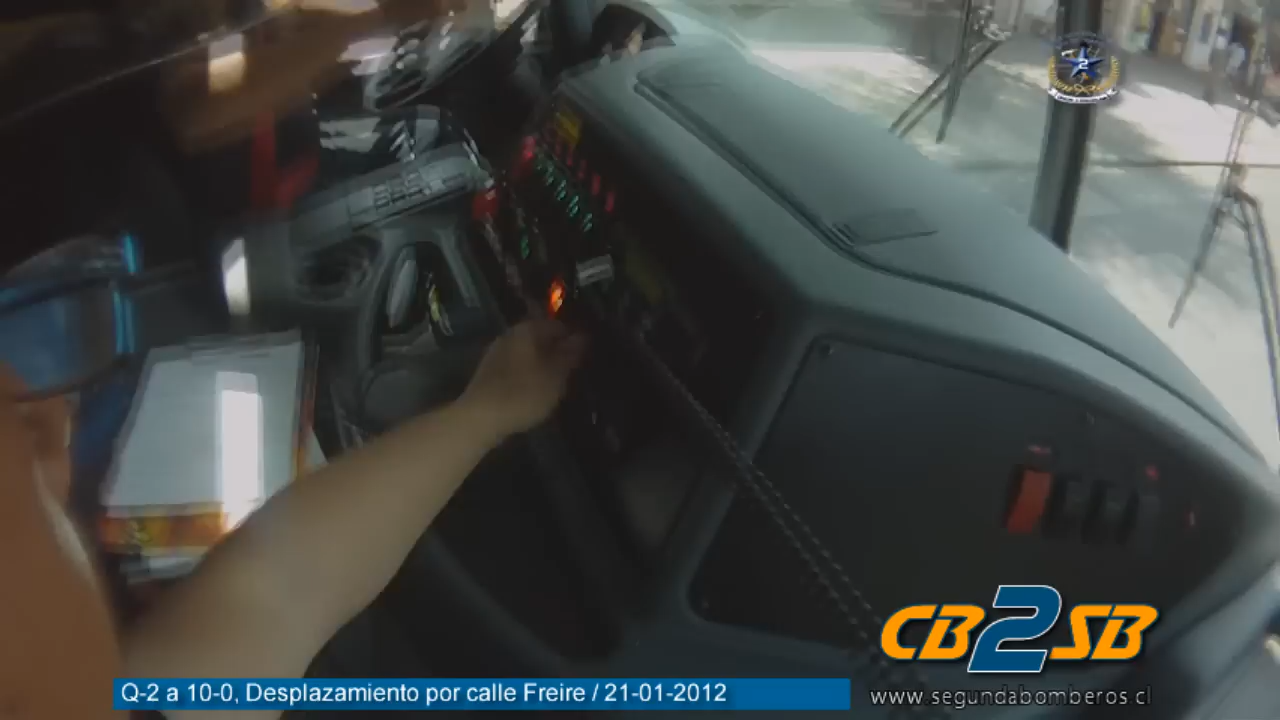 CB2SB
Q-2 a 10-0, Desplazamiento por calle Freire / 21-01-2012
www.segundabomberos.cl